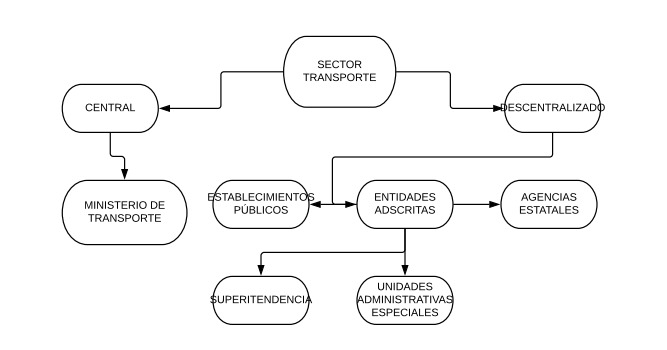 SECTOR
TRANSPORTE
CENTRAL
DESCENTRALIZADO
MINISTERIO DE
TRANSPORTE
ESTABLECIMIENTOS
PÚBLICOS
ENTIDADES
ADSCRITAS
AGENCIAS
ESTATALES
SUPERITENDENCIA
UNIDADES
ADMINISTRATIVAS
ESPECIALES